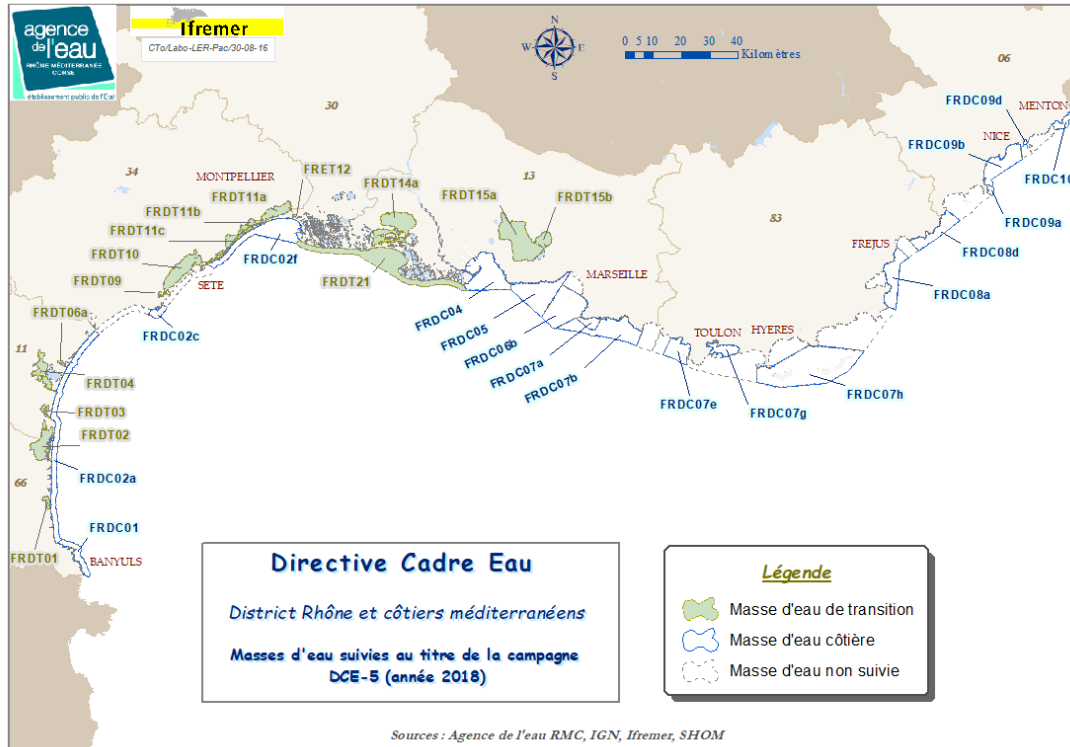 agence
de l'eau
RHÔNE MÉDITERRANÉE
CORSE
établissement public de l'État
Ifremer
CTo/Labo-LER-Pac/30-08-16
N
W
E
S
0 5 10 20 30 40
Kilomètres
06
FRDC09d
MENTON
NICE
FRDC09b
FRDC10
FRDC09a
30
34
MONTPELLIER
FRET12
FRDT14a
13
FRDT11a
FRDT15a
FRDT15b
FRDT11b
FRDT11c
83
FREJUS
FRDC08d
FRDT10
FRDC02f
FRDT09
SETE
FRDT21
MARSEILLE
FRDC08a
FRDT06a
FRDC04
FRDC02c
FRDC05
TOULON
HYERES
11
FRDC06b
FRDC07a
FRDC07b
FRDT04
FRDC07e
FRDC07g
FRDC07h
FRDT03
FRDT02
66
FRDC02a
FRDC01
FRDT01
BANYULS
Directive Cadre Eau
District Rhône et côtiers méditerranéens
Masses d'eau suivies au titre de la campagne
DCE-5 (année 2018)
Légende
Masse d'eau de transition
Masse d'eau côtière
Masse d'eau non suivie
Sources : Agence de l'eau RMC, IGN, Ifremer, SHOM